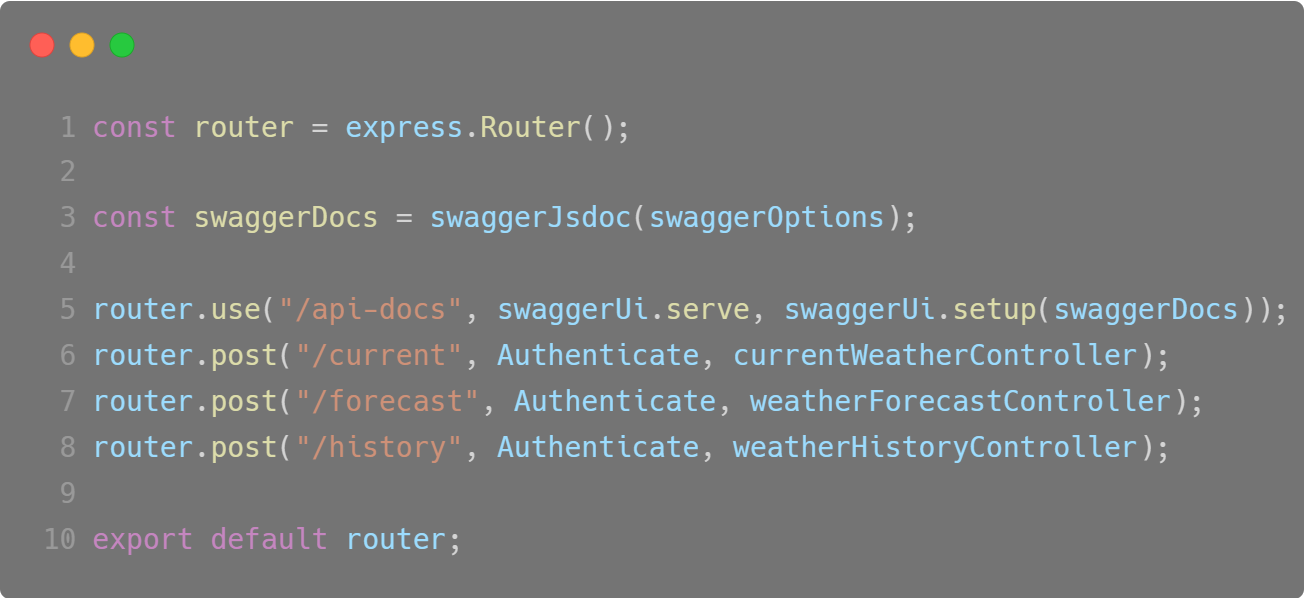 1 const router = express.Router();
2
3 const swaggerDocs = swaggerJsdoc(swaggerOptions);
4
5 router.use("/api-docs", swaggerUi.serve, swaggerUi.setup(swaggerDocs));
6 router.post("/current", Authenticate, currentWeatherController);
7 router.post("/forecast", Authenticate, weatherForecastController);
8 router.post("/history", Authenticate, weatherHistoryController);
9
10 export default router;